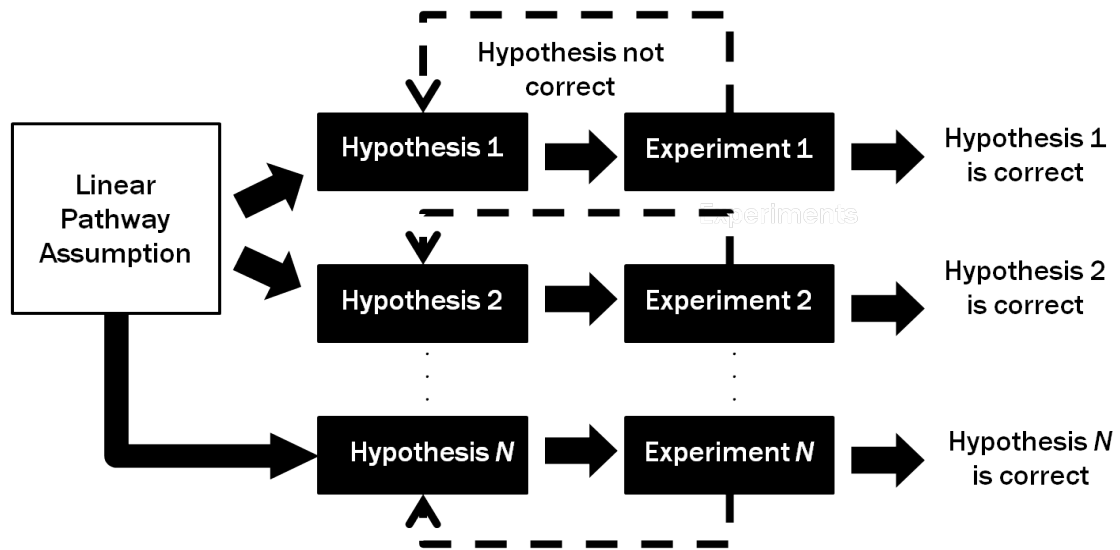 Hypothesis not
correct
Linear
Pathway
Assumption
Hypothesis 1
Experiment 1
Hypothesis 1
is correct
Experiments
Hypothesis 2
Experiment 2
Hypothesis 2
is correct
Hypothesis N
Experiment N
Hypothesis N
is correct